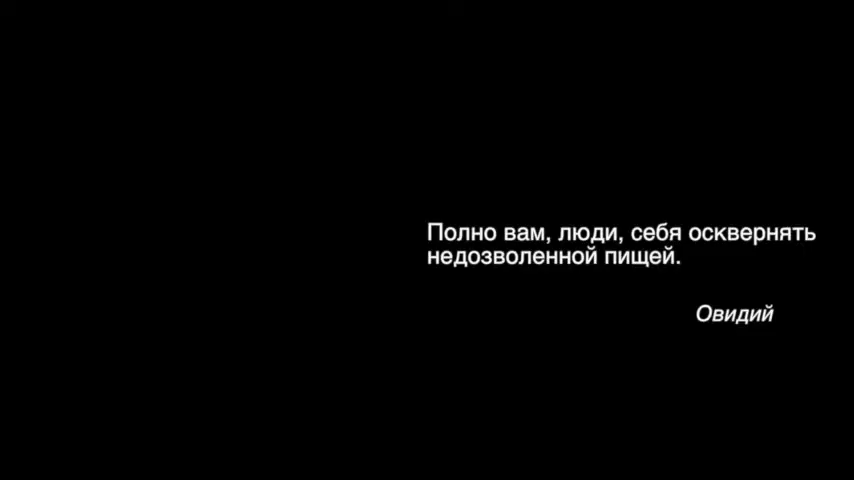 Полно вам, люди, себя осквернять
недозволенной пищей.
Овидий